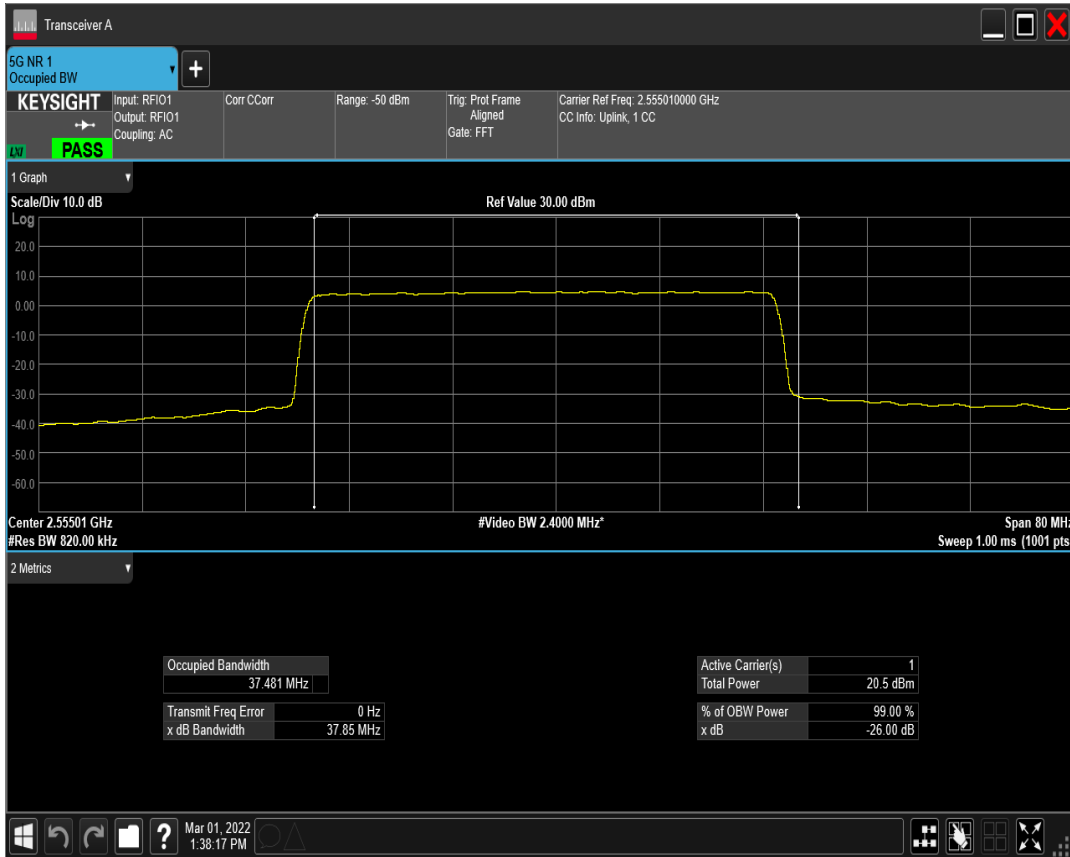 Transceiver A
5G NR 1
Occupied BW
+
KEYSIGHT
LXI
PASS
Input: RFIO1
Output: RFIO1
Coupling: AC
Corr CCorr
Range: -50 dBm
Trig: Prot Frame
Aligned
Gate: FFT
Carrier Ref Freq: 2.555010000 GHz
CC Info: Uplink, 1 CC
1 Graph
Scale/Div 10.0 dB
Ref Value 30.00 dBm
Log
20.0
10.0
0.00
-10.0
-20.0
-30.0
-40.0
-50.0
-60.0
Center 2.55501 GHz
#Video BW 2.4000 MHz*
Span 80 MHz
#Res BW 820.00 kHz
Sweep 1.00 ms (1001 pts
2 Metrics
Occupied Bandwidth
37.481 MHz
Transmit Freq Error 0 Hz
x dB Bandwidth 37.85 MHz
Active Carrier(s) 1
Total Power 20.5 dBm
% of OBW Power 99.00 %
x dB -26.00 dB
?
Mar 01, 2022
1:38:17 PM